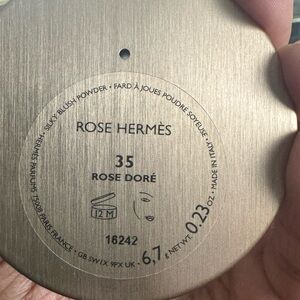 SILKY BLUSH POWDER • FARD À JOUES POUDRE SOYEUSE •
MADE IN ITALY •
ROSE HERMÈS
35
ROSE DORÉ
12 M
16242
• HERMÈS PARFUMS 75008 PARIS FRANCE •
GB SW1X 9PX UK •
6,7 g NET WT. 0.23 OZ •